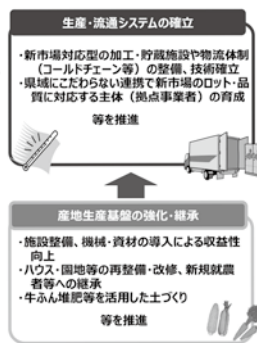 生産・流通システムの確立
・新市場対応型の加工・貯蔵施設や物流体制
（コールドチェーン等）の整備、技術確立
・県域にこだわらない連携で新市場のロット・品
質に対応する主体（拠点事業者）の育成
等を推進
産地生産基盤の強化・継承
・施設整備、機械・資材の導入による収益性
向上
・ハウス・園地等の再整備・改修、新規就農
者等への継承
・牛ふん堆肥等を活用した土づくり
等を推進